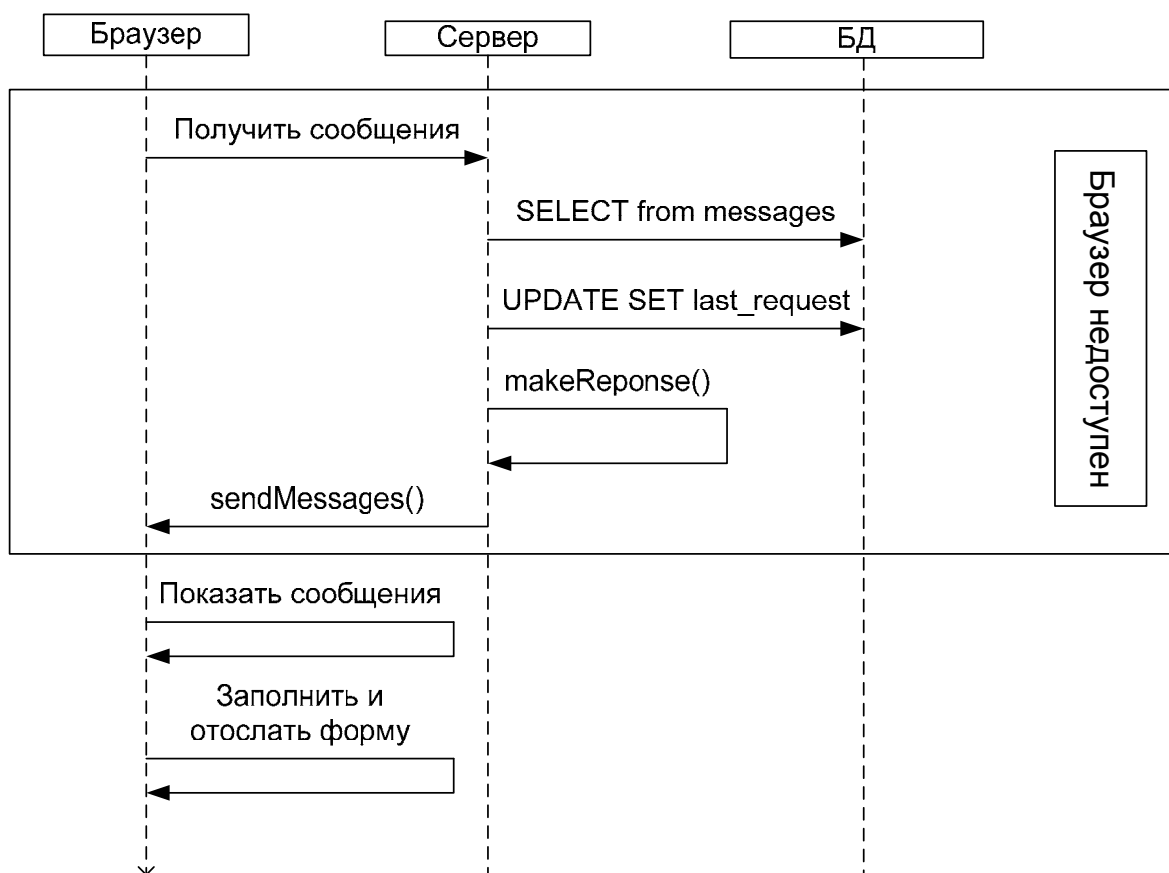 Браузер
Сервер
БД
Получить сообщения
SELECT from messages
UPDATE SET last_request
makeReponse()
sendMessages()
Браузер недоступен
Показать сообщения
Заполнить и
отослать форму